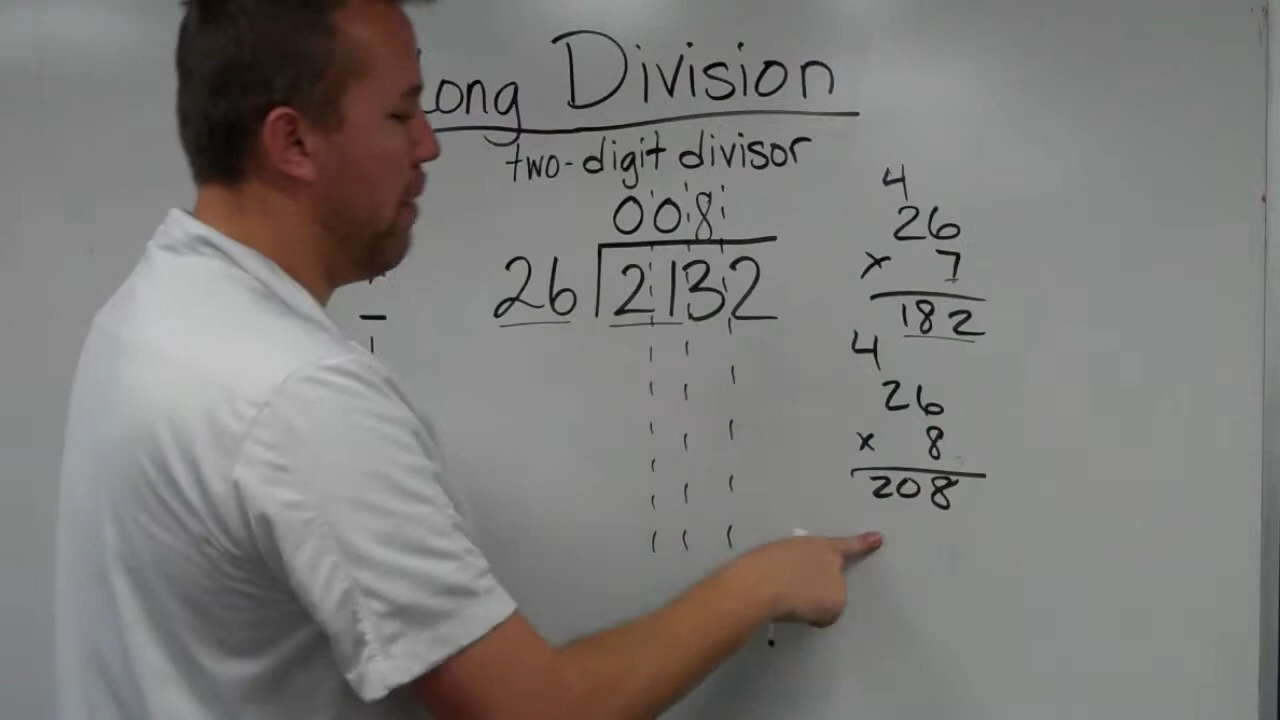 ong Division
two-digit divisor
008
26 2132
4
26
x 7
182
4
26
x 8
208